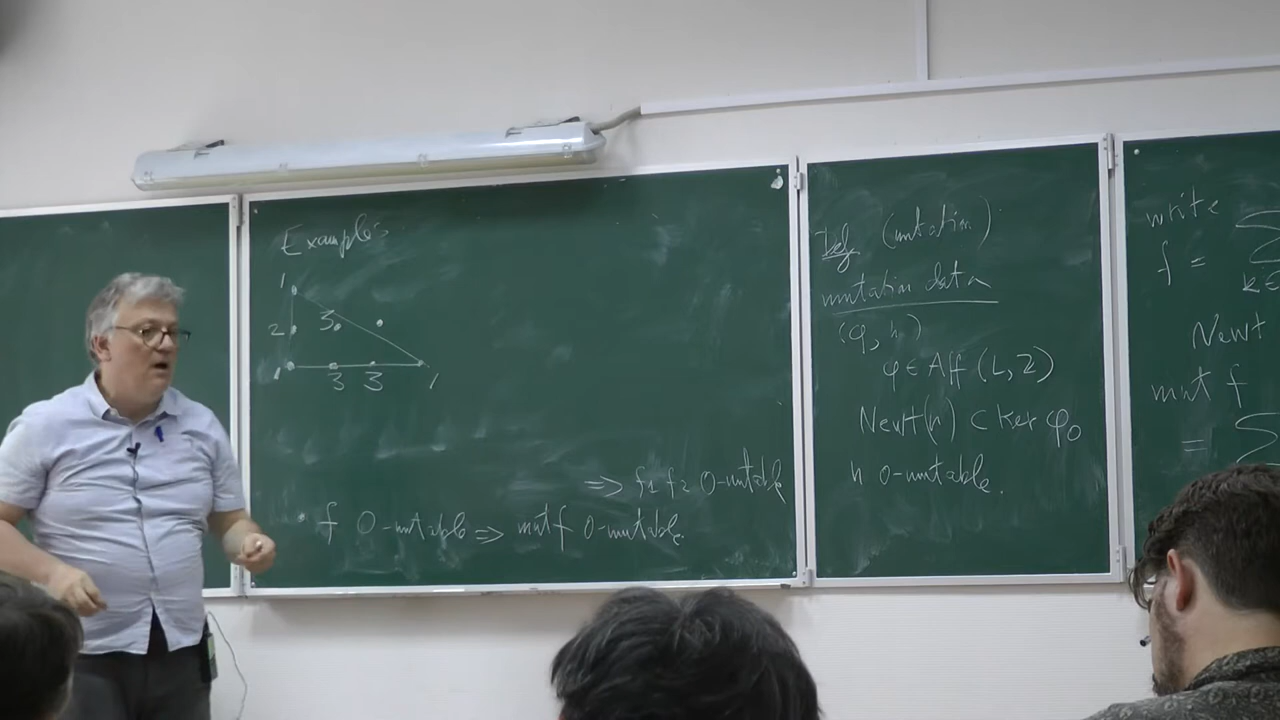 Examples
1
2 3
1 3 3 1
=> f1 f2 0-mutable
• f 0-mutable => mut f 0-mutable.
Def (mutation)
mutation data
(φ, h)
φ ∈ Aff (L, Z)
Newt(h) ⊂ Ker φ0
h 0-mutable.
write
f = Σ
k ∈
Newt
mut f
= Σ